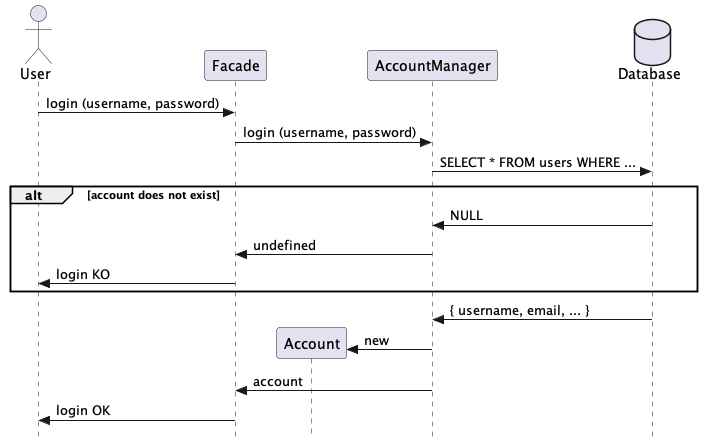 User
Facade
AccountManager
Database
login (username, password)
login (username, password)
SELECT * FROM users WHERE ...
alt
[account does not exist]
NULL
undefined
login KO
{ username, email, ... }
Account
new
account
login OK